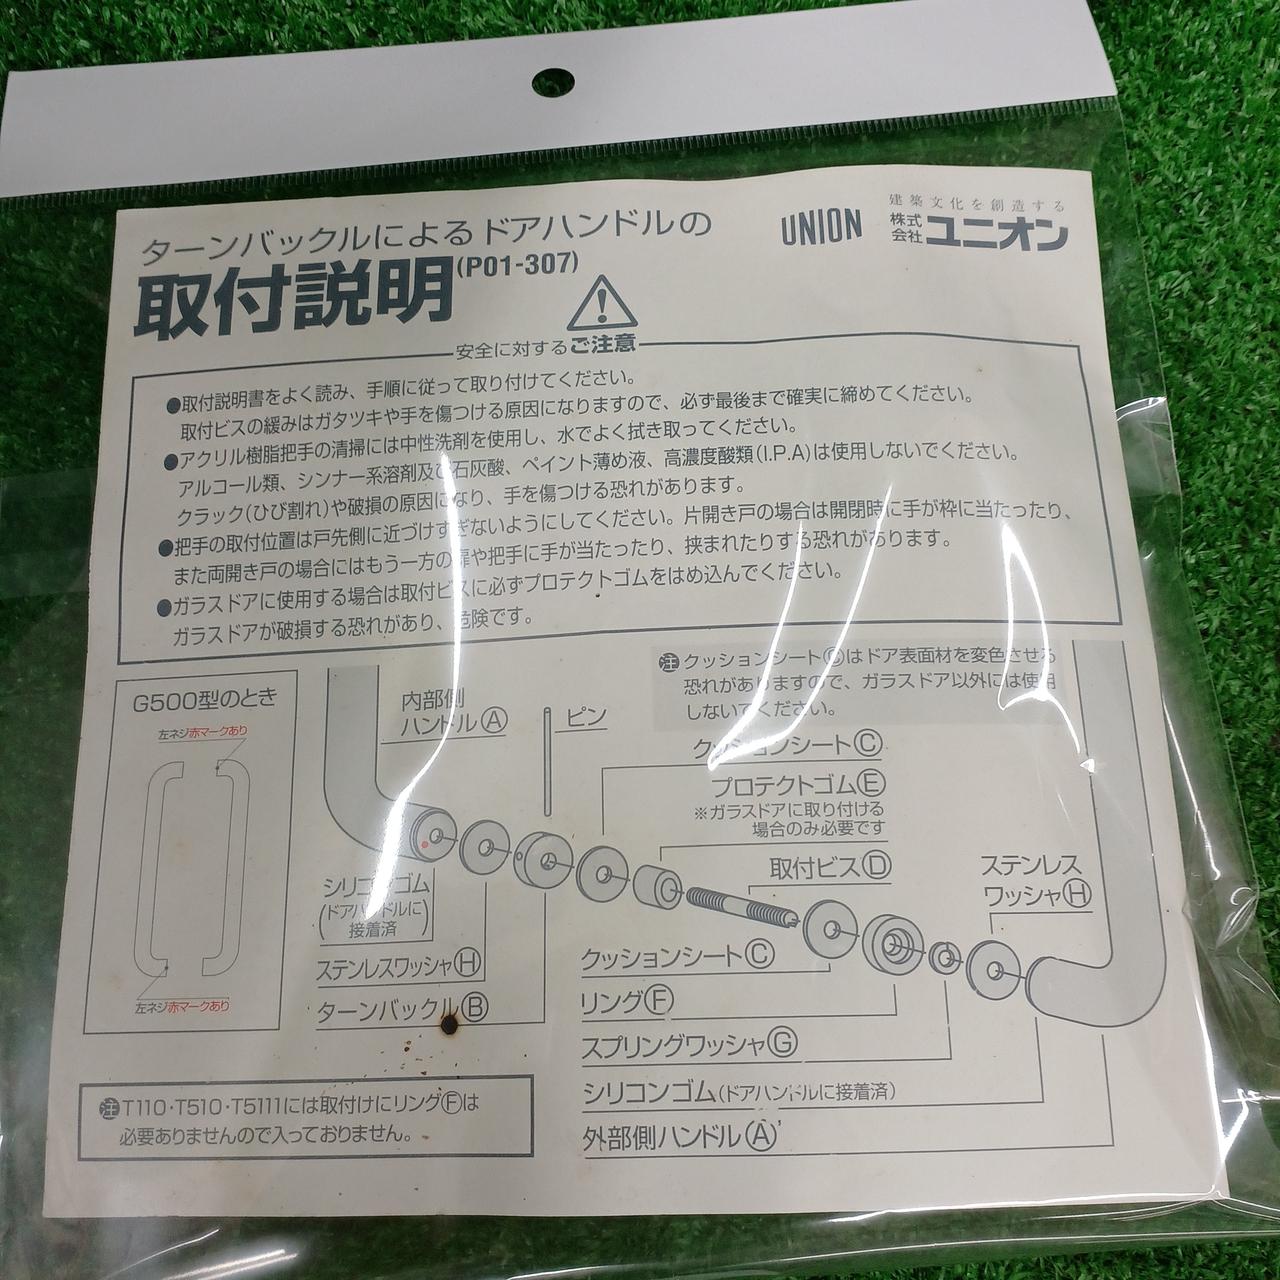 ターンバックルによるドアハンドルの
取付説明(P01-307)
UNION
建築文化を創造する
株式会社ユニオン
安全に対するご注意
●取付説明書をよく読み、手順に従って取り付けてください。
取付ビスの緩みはガタツキや手を傷つける原因になりますので、必ず最後まで確実に締めてください。
●アクリル樹脂把手の清掃には中性洗剤を使用し、水でよく拭き取ってください。
アルコール類、シンナー系溶剤及び石灰酸、ペイント薄め液、高濃度酸類(I.P.A)は使用しないでください。
クラック(ひび割れ)や破損の原因になり、手を傷つける恐れがあります。
●把手の取付位置は戸先側に近づけすぎないようにしてください。片開き戸の場合は開閉時に手が枠に当たったり、
また両開き戸の場合にはもう一方の扉や把手に手が当たったり、挟まれたりする恐れがあります。
●ガラスドアに使用する場合は取付ビスに必ずプロテクトゴムをはめ込んでください。
ガラスドアが破損する恐れがあり、危険です。
G500型のとき
左ネジ赤マークあり
左ネジ赤マークあり
内部側
ハンドルⒶ
ピン
注 クッションシートⒸはドア表面材を変色させる
恐れがありますので、ガラスドア以外には使用
しないでください。
クッションシートⒸ
プロテクトゴムⒺ
※ガラスドアに取り付ける
場合のみ必要です
取付ビスⒹ
ステンレス
ワッシャⒽ
シリコンゴム
(ドアハンドルに
接着済)
ステンレスワッシャⒽ
ターンバックルⒷ
クッションシートⒸ
リングⒻ
スプリングワッシャⒼ
シリコンゴム(ドアハンドルに接着済)
外部側ハンドルⒶ'
注 T110・T510・T5111には取付けにリングⒻは
必要ありませんので入っておりません。